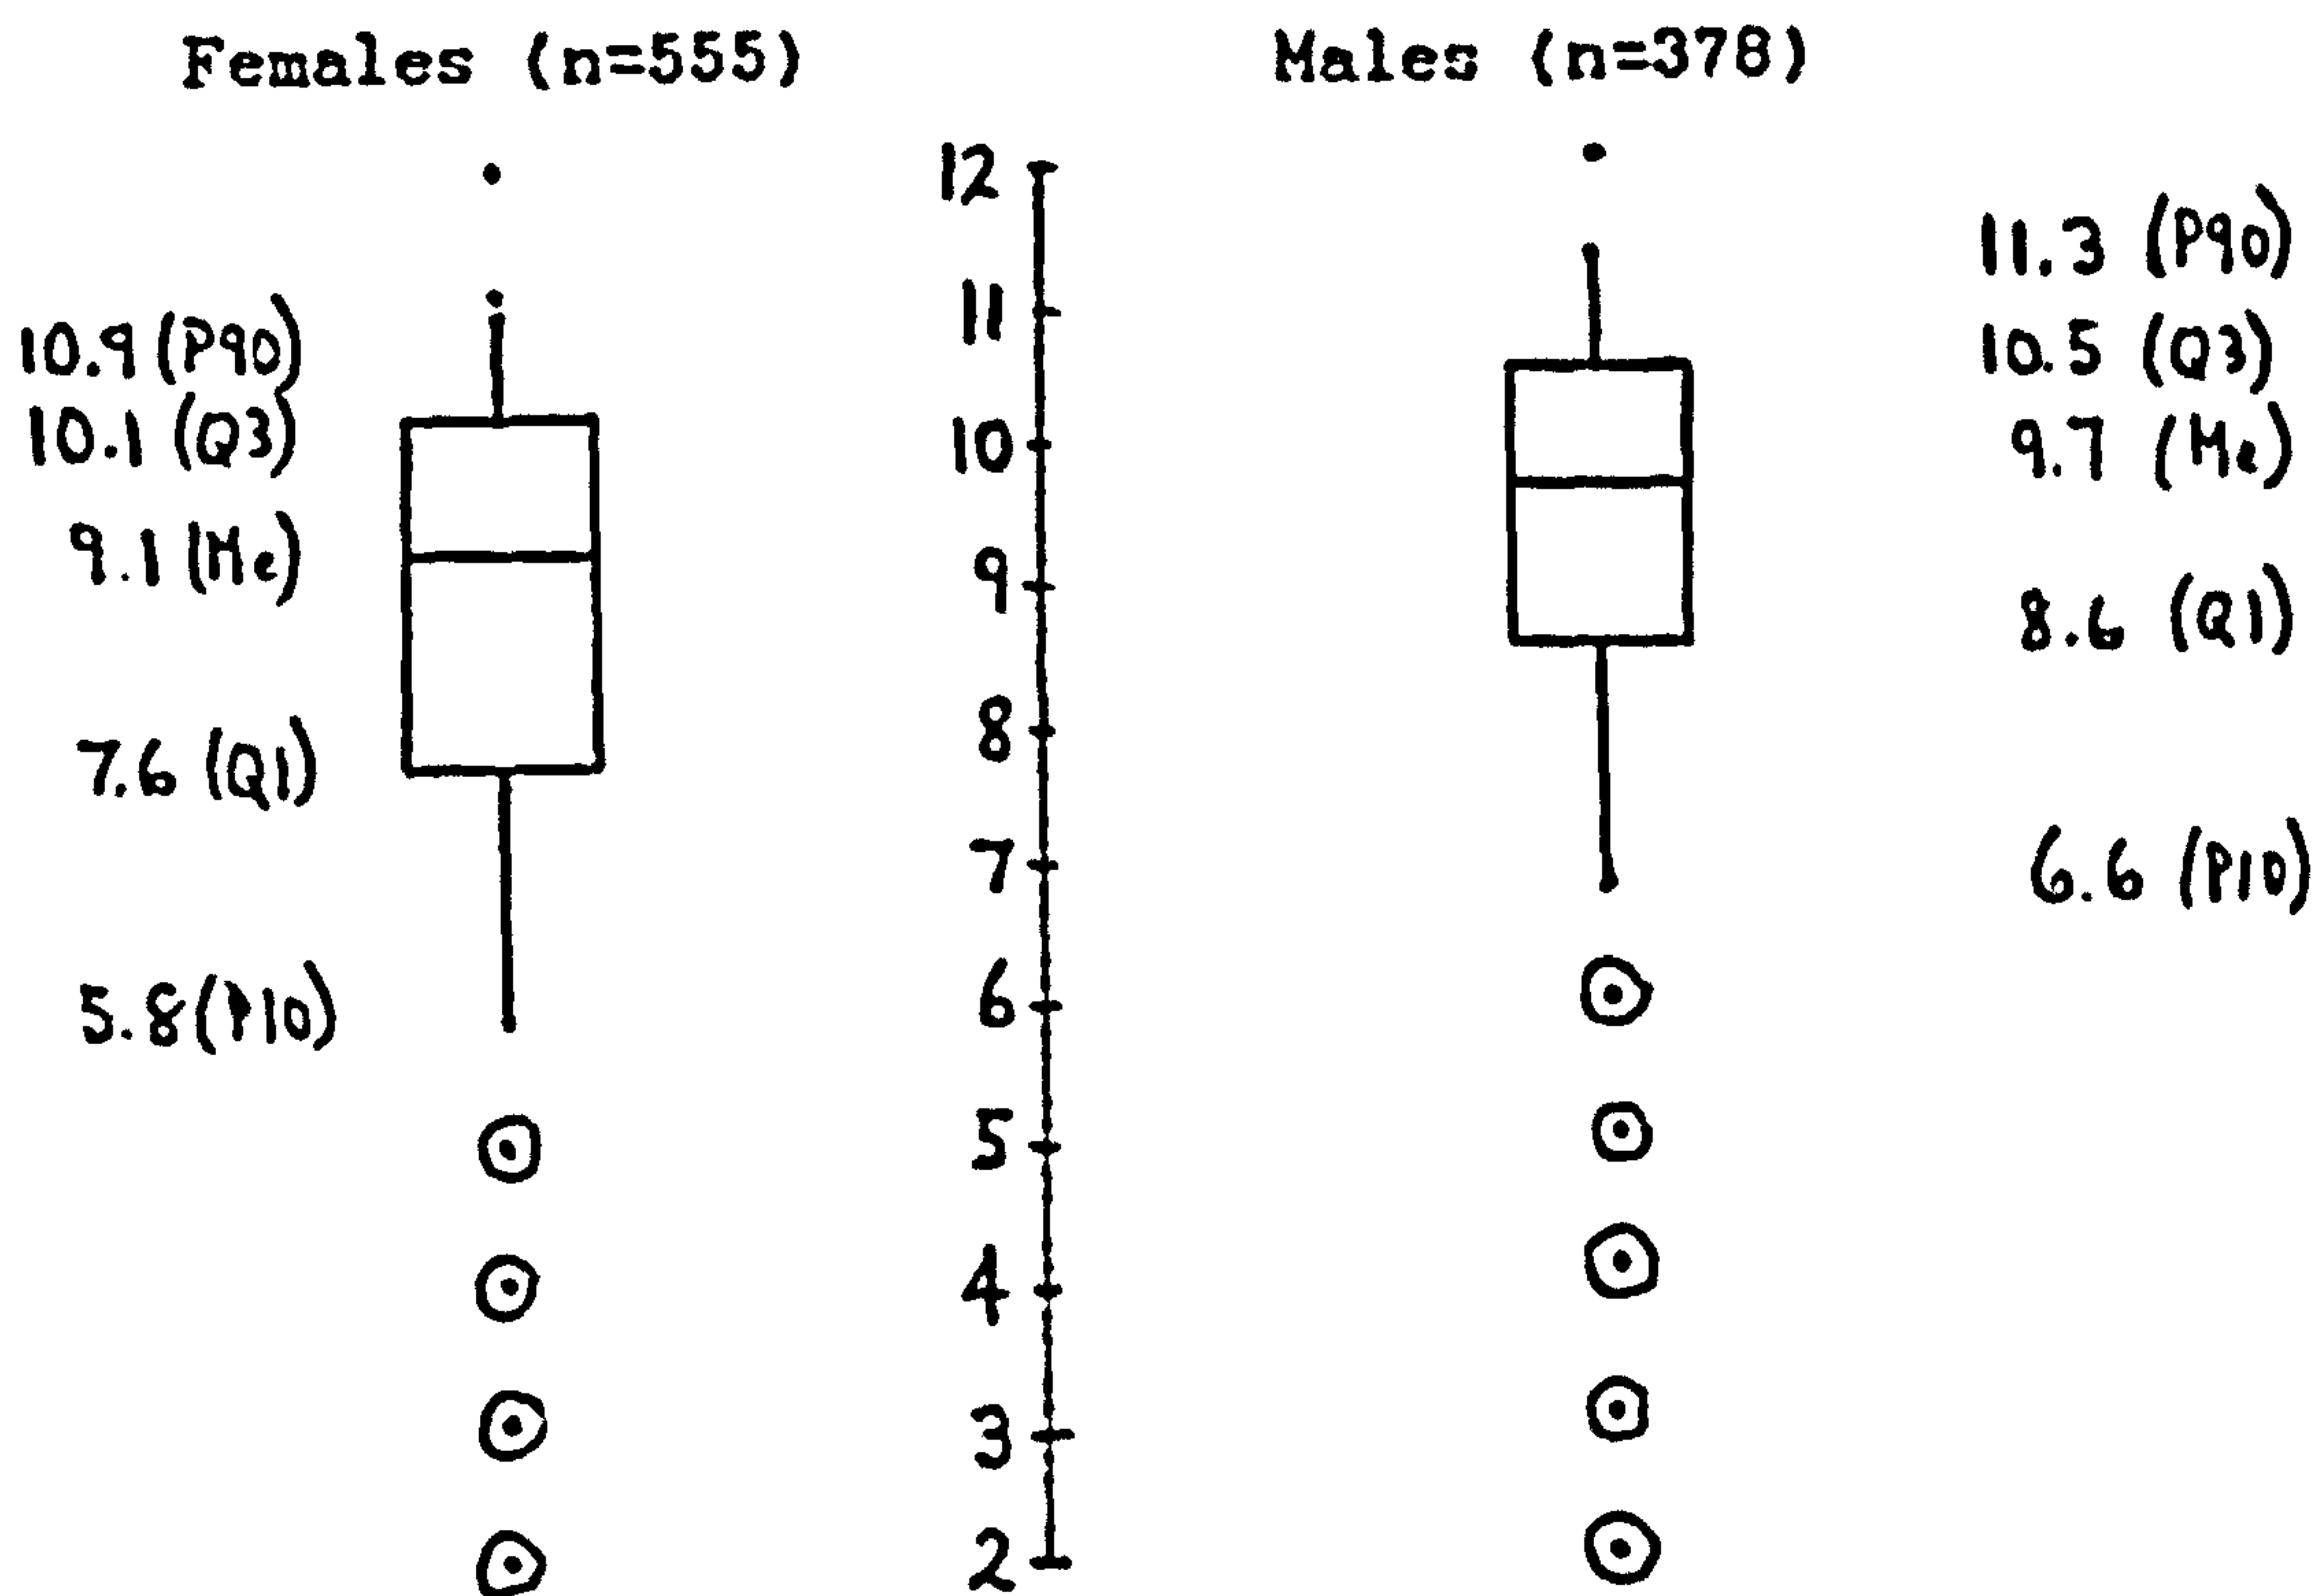 Females (n=555)
Males (n=378)
10.9 (P90)
10.1 (Q3)
9.1 (Me)
7.6 (Q1)
5.8 (P10)
12
11
10
9
8
7
6
5
4
3
2
11.3 (P90)
10.5 (Q3)
9.7 (Me)
8.6 (Q1)
6.6 (P10)